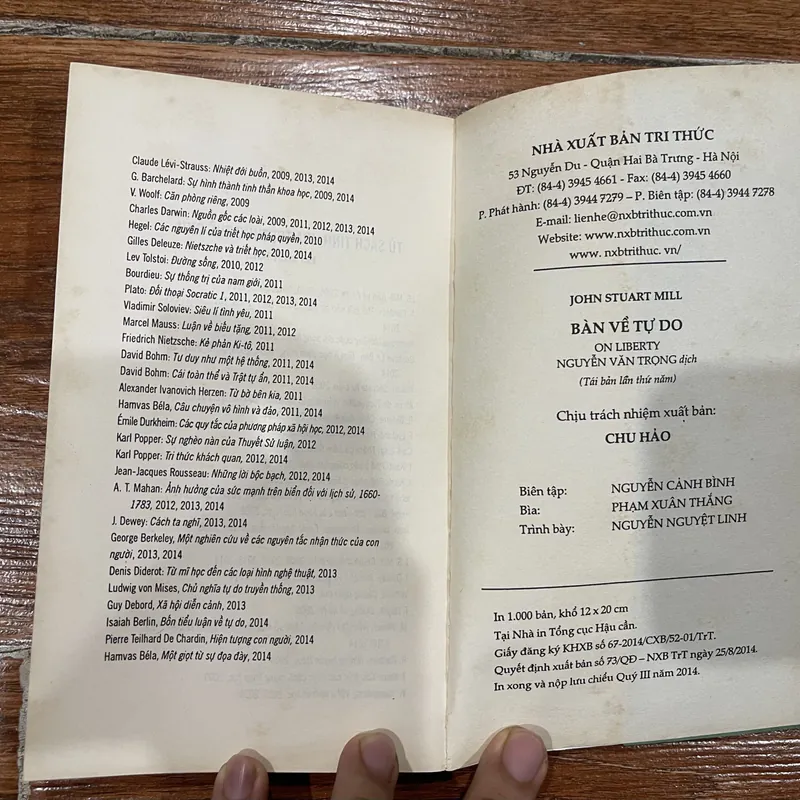 Claude Lévi-Strauss: Nhiệt đới buồn, 2009, 2013, 2014
G. Barchelard: Sự hình thành tinh thần khoa học, 2009, 2014
V. Woolf: Căn phòng riêng, 2009
Charles Darwin: Nguồn gốc các loài, 2009, 2011, 2012, 2013, 2014
Hegel: Các nguyên lí của triết học pháp quyền, 2010
Gilles Deleuze: Nietszche và triết học, 2010, 2014
Lev Tolstoi: Đường sống, 2010, 2012
Bourdieu: Sự thống trị của nam giới, 2011
Plato: Đối thoại Socratic 1, 2011, 2012, 2013, 2014
Vladimir Soloviev: Siêu lí tình yêu, 2011
Marcel Mauss: Luận về biếu tặng, 2011, 2012
Friedrich Nietzsche: Kẻ phản Ki-tô, 2011
David Bohm: Tư duy như một hệ thống, 2011, 2014
David Bohm: Cái toàn thể và Trật tự ẩn, 2011, 2014
Alexander Ivanovich Herzen: Từ bờ bên kia, 2011
Hamvas Béla, Câu chuyện vô hình và đảo, 2011, 2014
Émile Durkheim: Các quy tắc của phương pháp xã hội học, 2012, 2014
Karl Popper: Sự nghèo nàn của Thuyết Sử luận, 2012
Karl Popper: Tri thức khách quan, 2012, 2014
Jean-Jacques Rousseau: Những lời bộc bạch, 2012, 2014
A. T. Mahan: Ảnh hưởng của sức mạnh trên biển đối với lịch sử, 1660-
1783, 2012, 2013, 2014
J. Dewey: Cách ta nghĩ, 2013, 2014
George Berkeley, Một nghiên cứu về các nguyên tắc nhận thức của con
người, 2013, 2014
Denis Diderot: Từ mĩ học đến các loại hình nghệ thuật, 2013
Ludwig von Mises, Chủ nghĩa tự do truyền thống, 2013
Guy Debord, Xã hội diễn cảnh, 2013
Isaiah Berlin, Bốn tiểu luận về tự do, 2014
Pierre Teilhard De Chardin, Hiện tượng con người, 2014
Hamvas Béla, Một giọt từ sự đọa đày, 2014
NHÀ XUẤT BẢN TRI THỨC
53 Nguyễn Du - Quận Hai Bà Trưng - Hà Nội
ĐT: (84-4) 3945 4661 - Fax: (84-4) 3945 4660
P. Phát hành: (84-4) 3944 7279 – P. Biên tập: (84-4) 3944 7278
E-mail: lienhe@nxbtrithuc.com.vn
Website: www.nxbtrithuc.com.vn
www. nxbtrithuc. vn/
JOHN STUART MILL
BÀN VỀ TỰ DO
ON LIBERTY
NGUYỄN VĂN TRỌNG dịch
(Tái bản lần thứ năm)
Chịu trách nhiệm xuất bản:
CHU HẢO
Biên tập: NGUYỄN CẢNH BÌNH
Bìa: PHẠM XUÂN THẮNG
Trình bày: NGUYỄN NGUYỆT LINH
In 1.000 bản, khổ 12 x 20 cm
Tại Nhà in Tổng cục Hậu cần.
Giấy đăng ký KHXB số 67-2014/CXB/52-01/TrT.
Quyết định xuất bản số 73/QĐ – NXB TrT ngày 25/8/2014.
In xong và nộp lưu chiểu Quý III năm 2014.